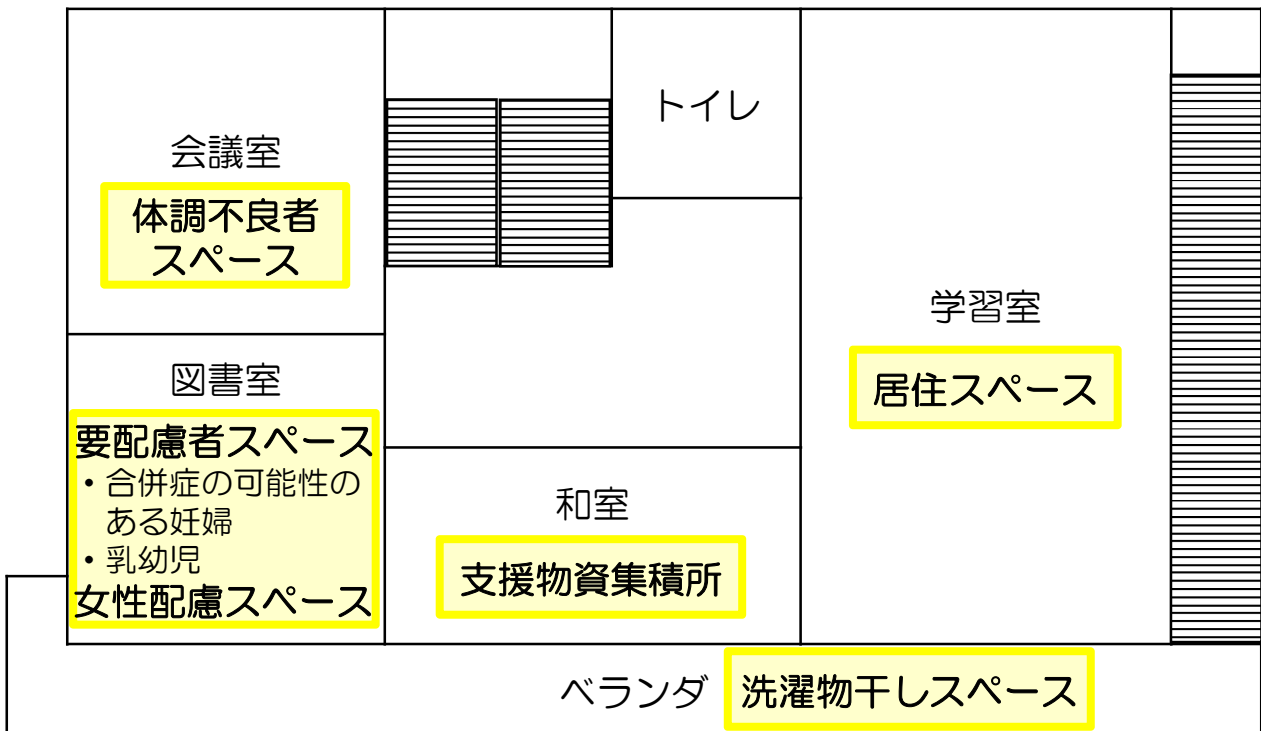 トイレ
会議室
体調不良者
スペース
学習室
居住スペース
図書室
要配慮者スペース
・合併症の可能性の
ある妊婦
・乳幼児
女性配慮スペース
和室
支援物資集積所
ベランダ
洗濯物干しスペース